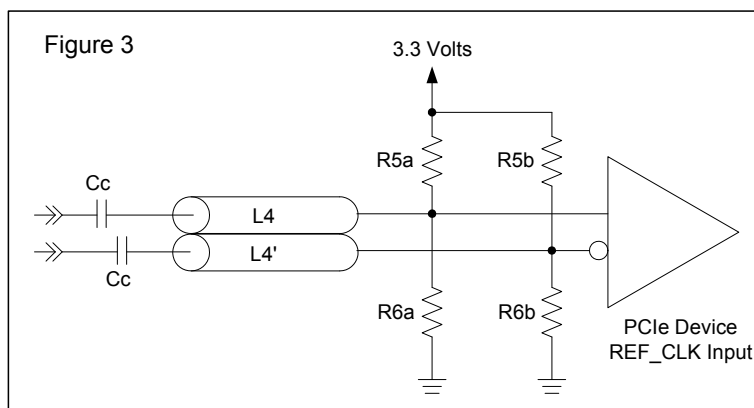 Figure 3
3.3 Volts
R5a
R5b
Cc
L4
L4'
Cc
R6a
R6b
PCIe Device
REF_CLK Input